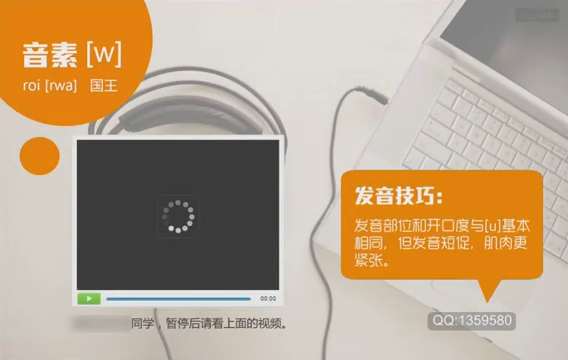 音素 [w]
roi [rwa] 国王
发音技巧：
发音部位和开口度与[u]基本
相同，但发音短促，肌肉更
紧张。
00:00
QQ:1359580
同学，暂停后请看上面的视频。